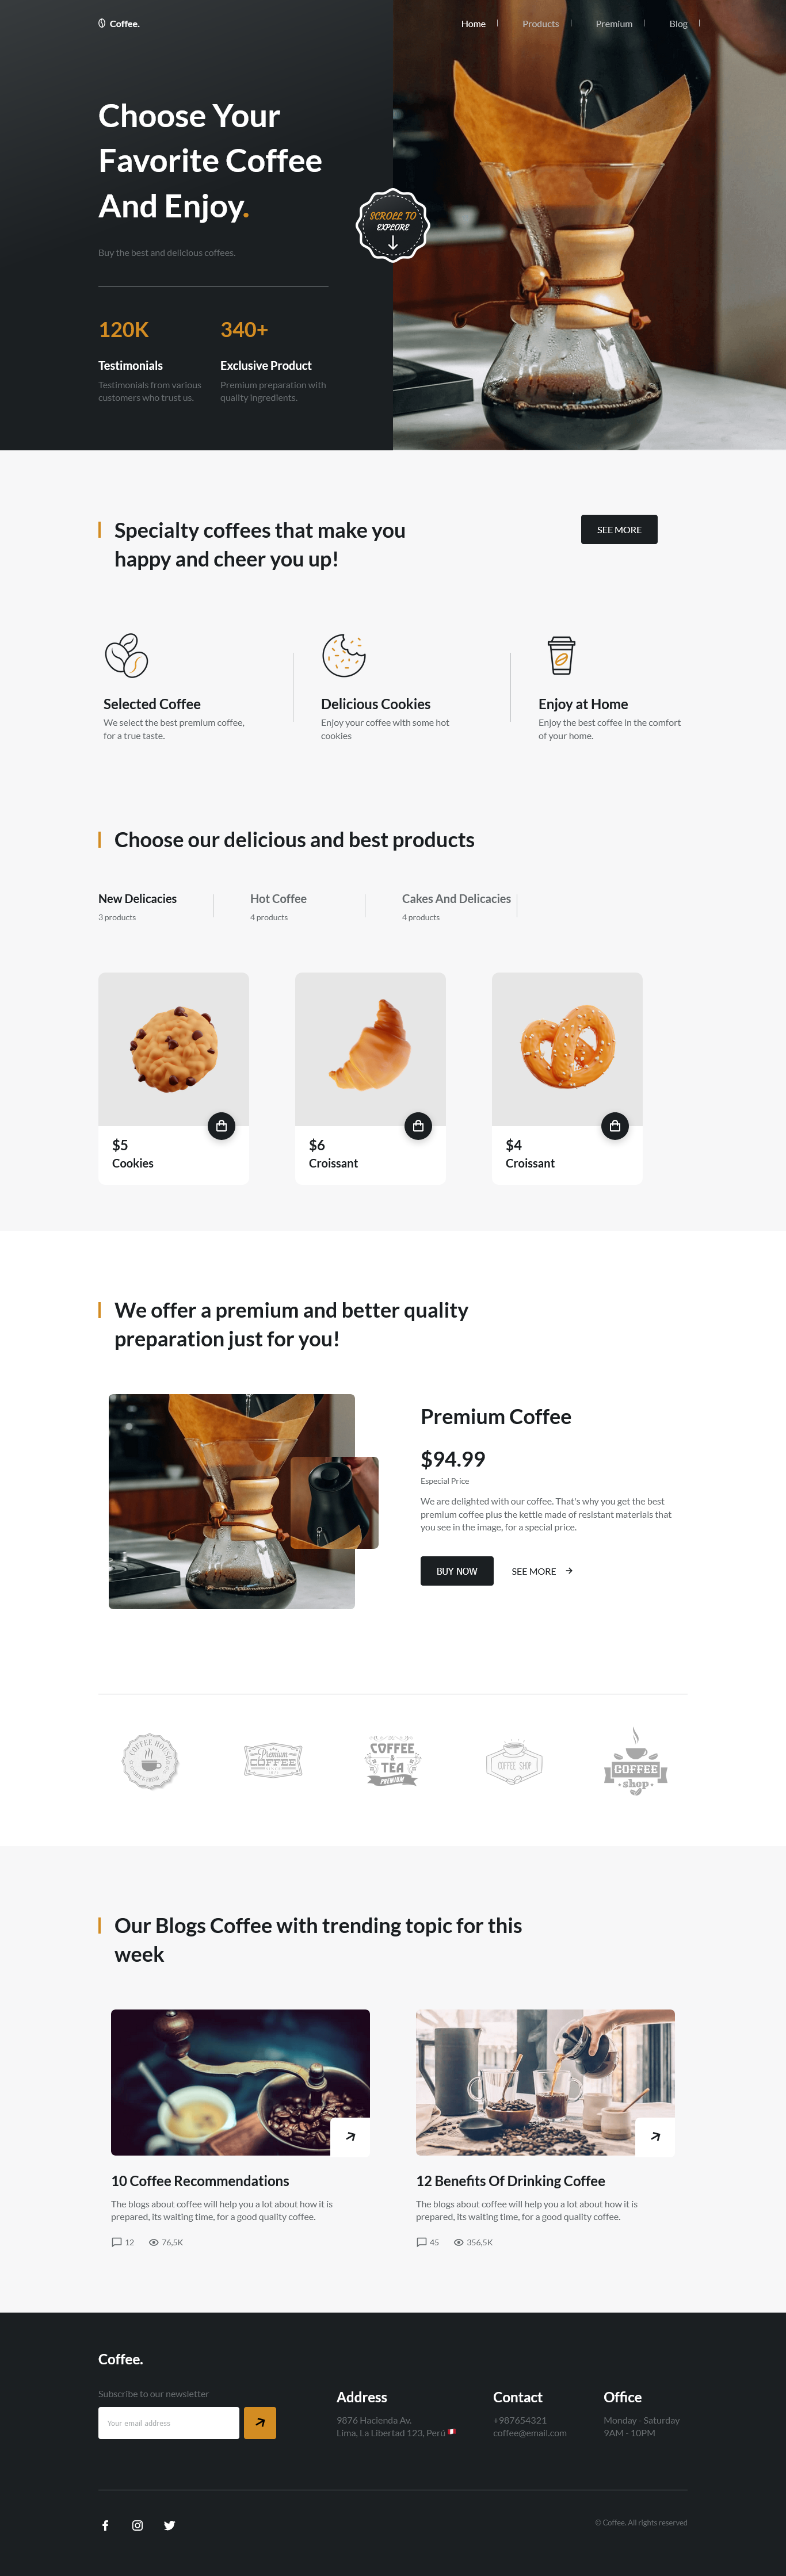 Coffee.
Home
Products
Premium
Blog
Choose Your
Favorite Coffee
And Enjoy.
SCROLL TO
EXPLORE
Buy the best and delicious coffees.
120K
340+
Testimonials
Exclusive Product
Testimonials from various
customers who trust us.
Premium preparation with
quality ingredients.
Specialty coffees that make you
happy and cheer you up!
SEE MORE
Selected Coffee
We select the best premium coffee,
for a true taste.
Delicious Cookies
Enjoy your coffee with some hot
cookies
Enjoy at Home
Enjoy the best coffee in the comfort
of your home.
Choose our delicious and best products
New Delicacies
3 products
Hot Coffee
4 products
Cakes And Delicacies
4 products
$5
Cookies
$6
Croissant
$4
Croissant
We offer a premium and better quality
preparation just for you!
Premium Coffee
$94.99
Especial Price
We are delighted with our coffee. That's why you get the best
premium coffee plus the kettle made of resistant materials that
you see in the image, for a special price.
BUY NOW
SEE MORE
COFFEE HOUSE
Premium
COFFEE
COFFEE
&
TEA
PREMIUM
COFFEE SHOP
COFFEE
shop
Our Blogs Coffee with trending topic for this
week
10 Coffee Recommendations
The blogs about coffee will help you a lot about how it is
prepared, its waiting time, for a good quality coffee.
12
76,5K
12 Benefits Of Drinking Coffee
The blogs about coffee will help you a lot about how it is
prepared, its waiting time, for a good quality coffee.
45
356,5K
Coffee.
Subscribe to our newsletter
Your email address
Address
9876 Hacienda Av.
Lima, La Libertad 123, Perú
Contact
+987654321
coffee@email.com
Office
Monday - Saturday
9AM - 10PM
© Coffee. All rights reserved